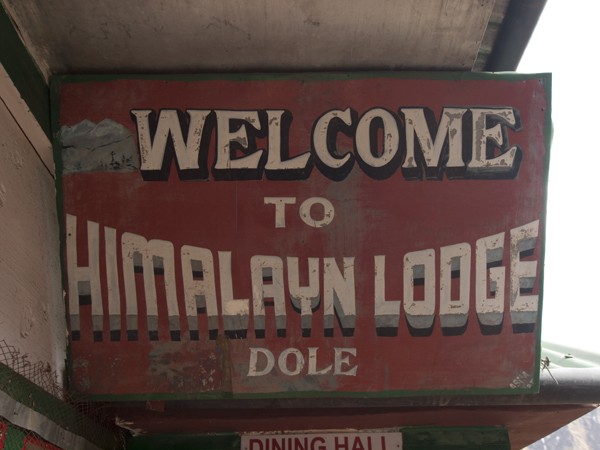 WELCOME
TO
HIMALAYN LODGE
DOLE
DINING HALL